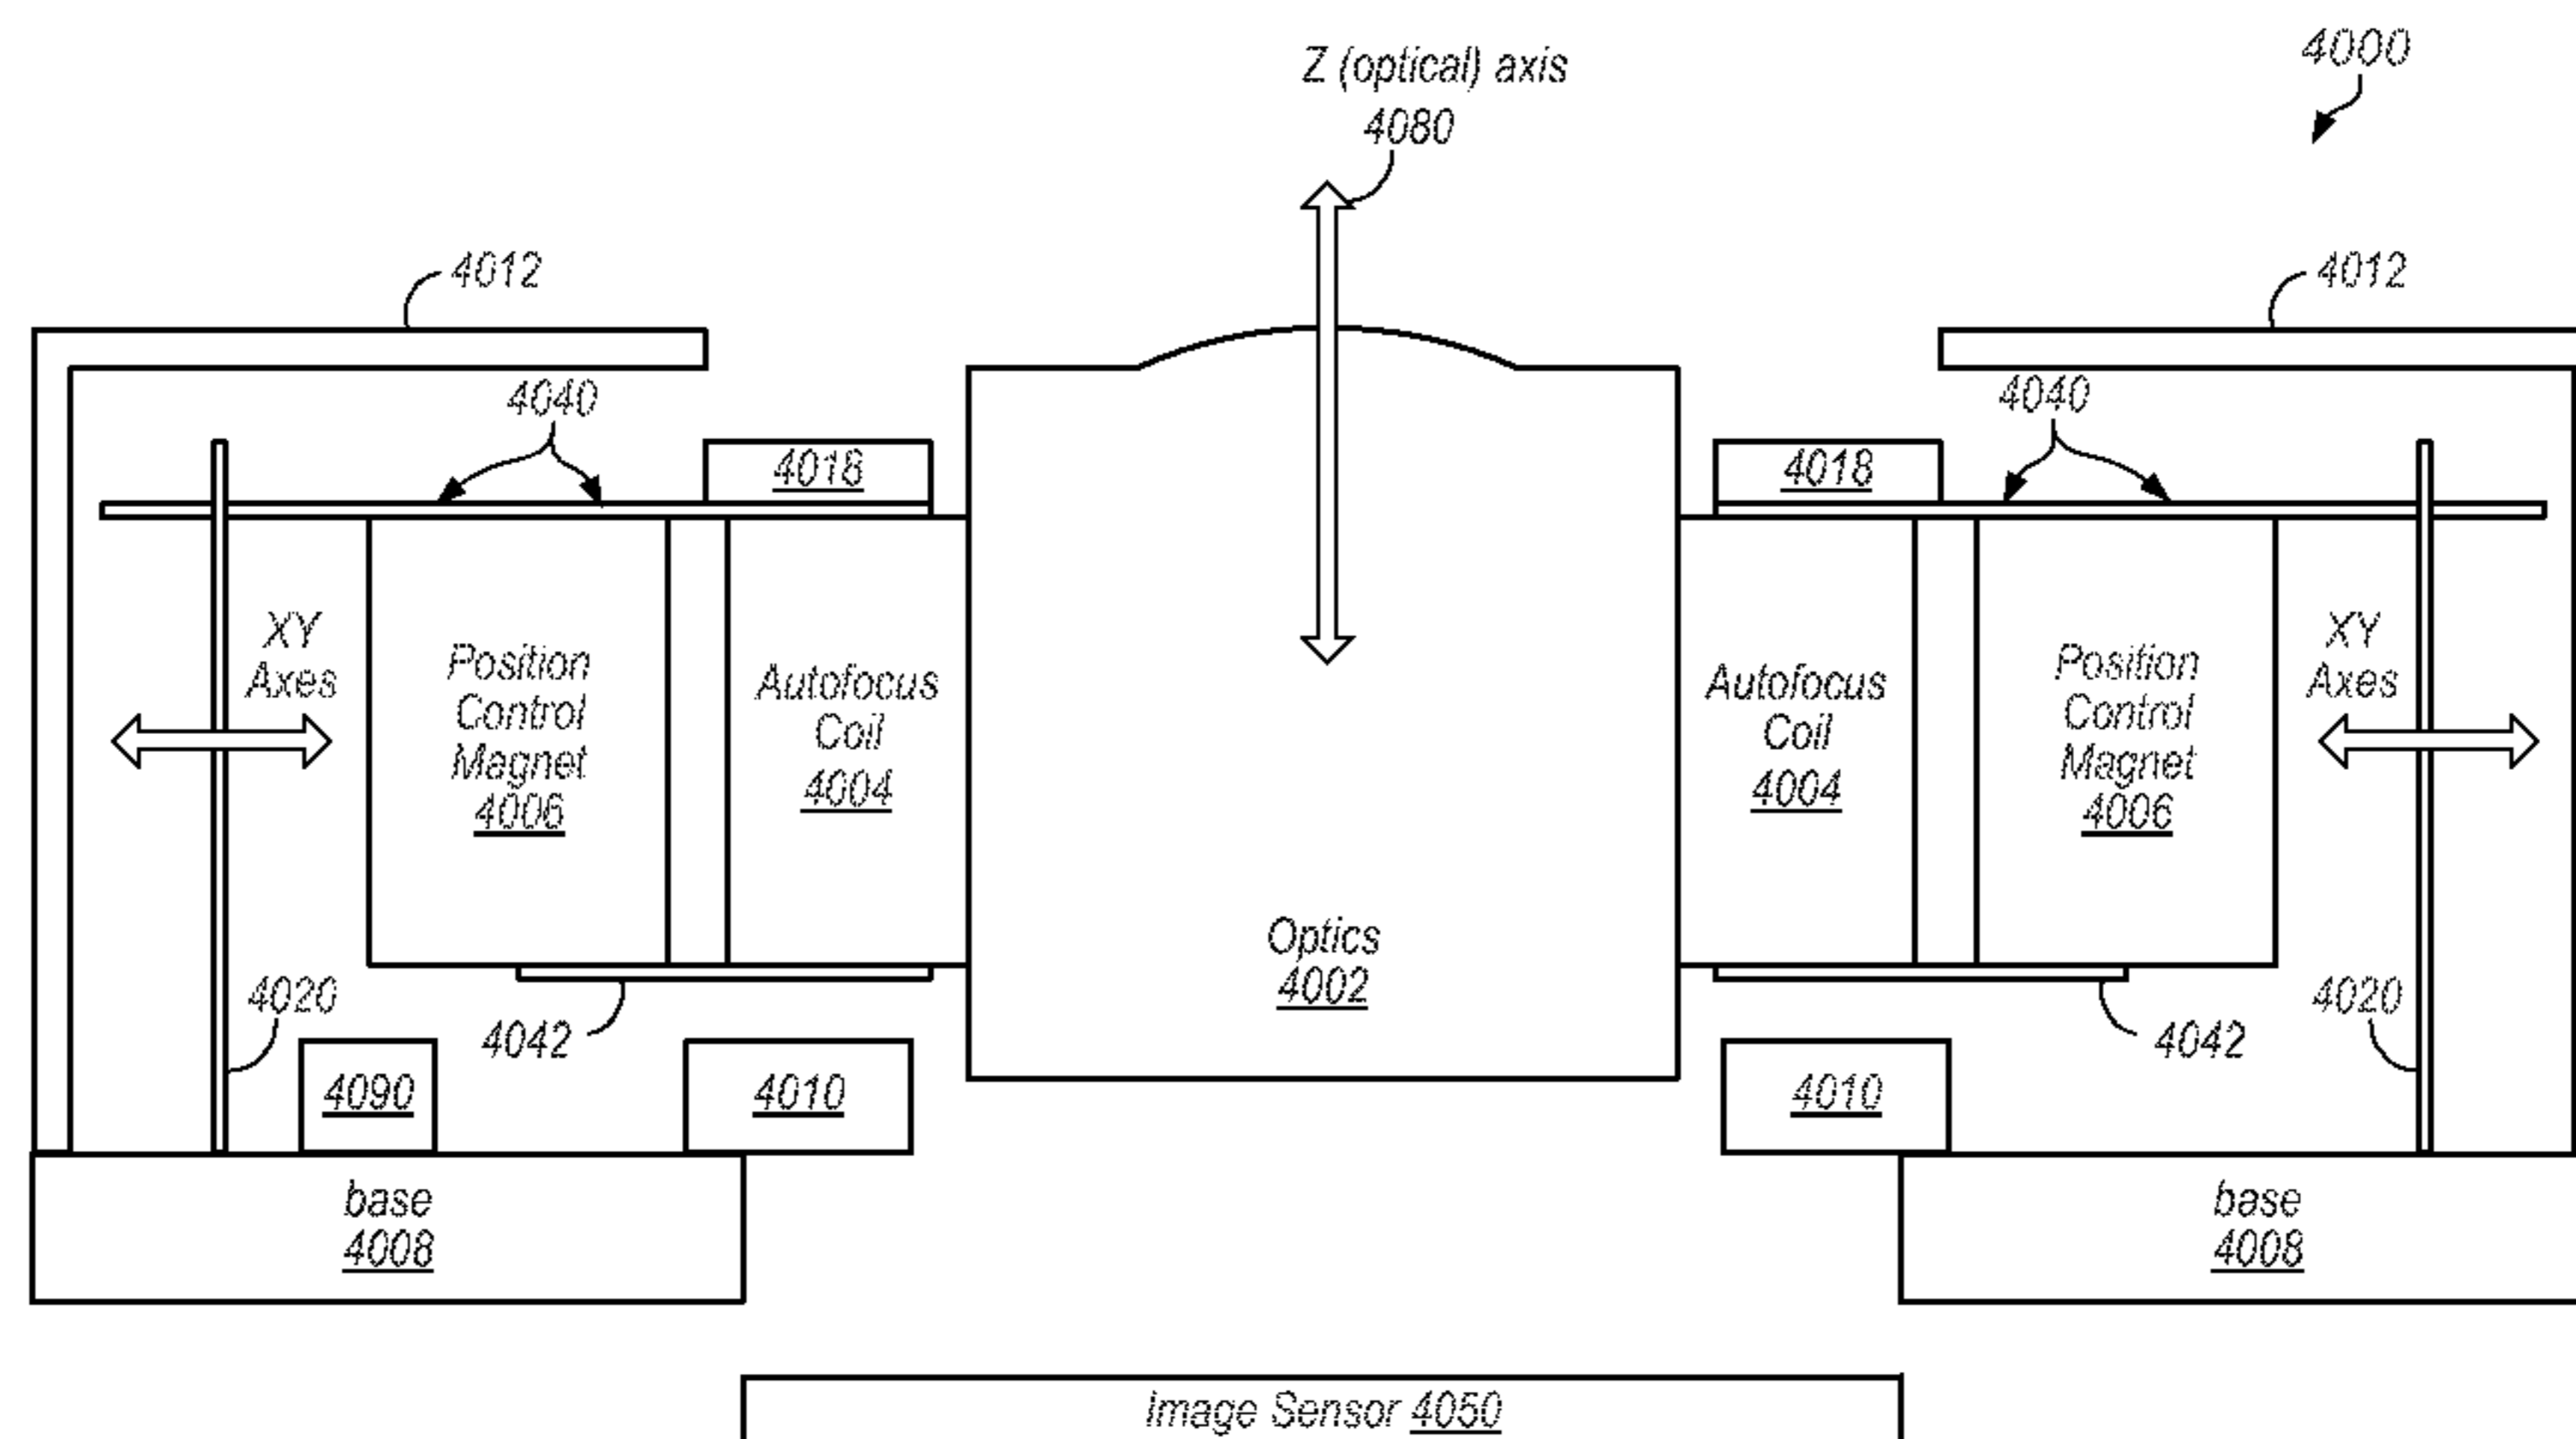 4000
Z (optical) axis
4080
4012
4012
4040
4040
4018
4018
XY
Axes
Position
Control
Magnet
4006
Autofocus
Coil
4004
Autofocus
Coil
4004
Position
Control
Magnet
4006
XY
Axes
Optics
4002
4020
4042
4020
4042
4090
4010
4010
base
4008
base
4008
Image Sensor 4050